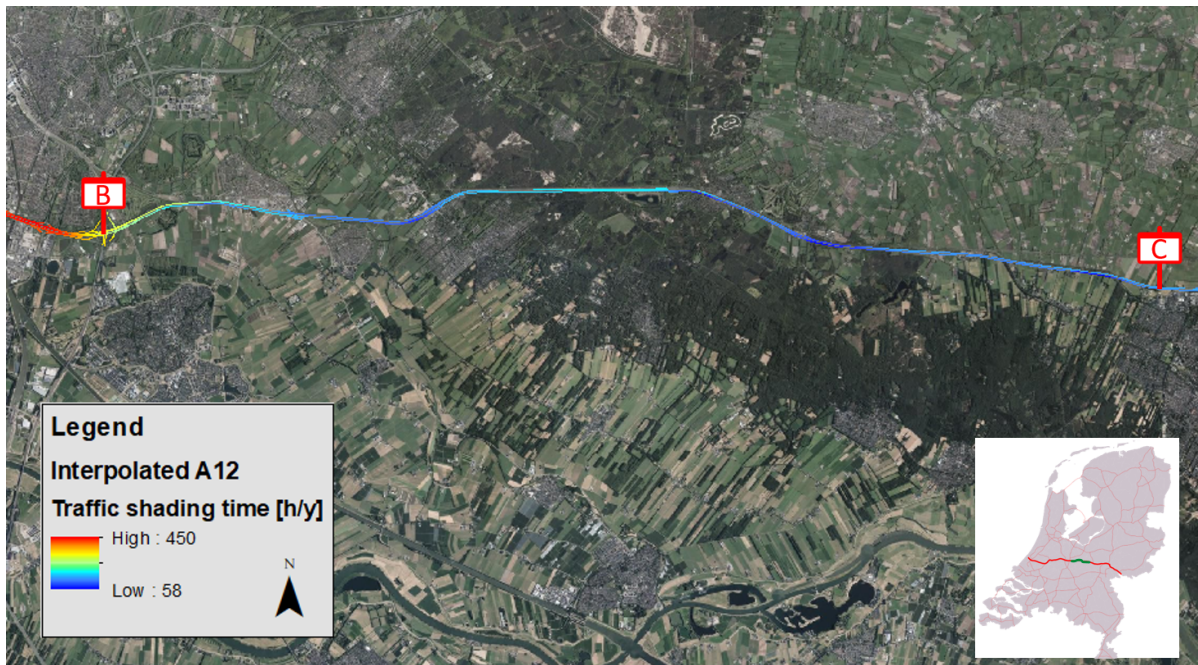 B
C
Legend
Interpolated A12
Traffic shading time [h/y]
High : 450
Low : 58
N